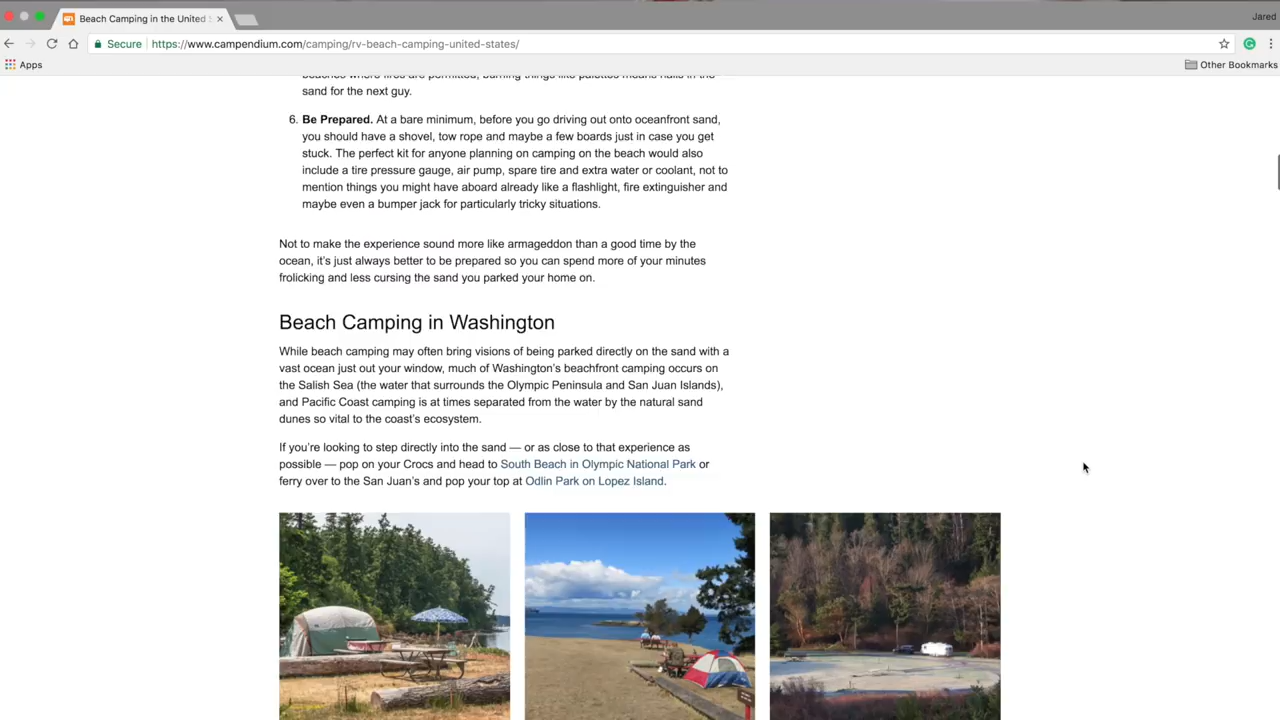 Beach Camping in the United S
Jared
Secure https://www.campendium.com/camping/rv-beach-camping-united-states/
Apps
Other Bookmarks
beaches where fires are permitted, burning things like palettes means nails in the
sand for the next guy.
6. Be Prepared. At a bare minimum, before you go driving out onto oceanfront sand,
you should have a shovel, tow rope and maybe a few boards just in case you get
stuck. The perfect kit for anyone planning on camping on the beach would also
include a tire pressure gauge, air pump, spare tire and extra water or coolant, not to
mention things you might have aboard already like a flashlight, fire extinguisher and
maybe even a bumper jack for particularly tricky situations.
Not to make the experience sound more like armageddon than a good time by the
ocean, it's just always better to be prepared so you can spend more of your minutes
frolicking and less cursing the sand you parked your home on.
Beach Camping in Washington
While beach camping may often bring visions of being parked directly on the sand with a
vast ocean just out your window, much of Washington's beachfront camping occurs on
the Salish Sea (the water that surrounds the Olympic Peninsula and San Juan Islands),
and Pacific Coast camping is at times separated from the water by the natural sand
dunes so vital to the coast's ecosystem.
If you're looking to step directly into the sand — or as close to that experience as
possible — pop on your Crocs and head to South Beach in Olympic National Park or
ferry over to the San Juan's and pop your top at Odlin Park on Lopez Island.